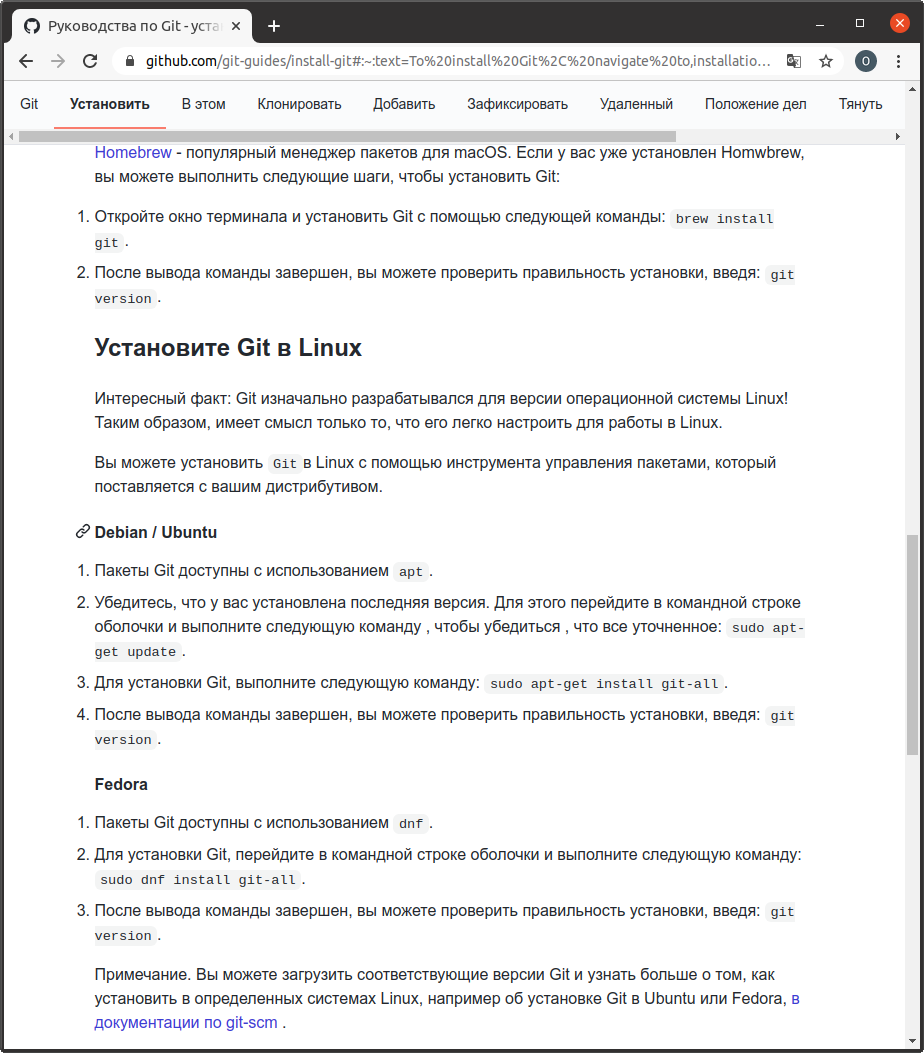 Руководства по Git - уста
github.com/git-guides/install-git#:~:text=To%20install%20Git%2C%20navigate%20to,installatio...
O
Git Установить В этом Клонировать Добавить Зафиксировать Удаленный Положение дел Тянуть
Homebrew - популярный менеджер пакетов для macOS. Если у вас уже установлен Homwbrew,
вы можете выполнить следующие шаги, чтобы установить Git:
1. Откройте окно терминала и установить Git с помощью следующей команды: brew install
git .
2. После вывода команды завершен, вы можете проверить правильность установки, введя: git
version .
Установите Git в Linux
Интересный факт: Git изначально разрабатывался для версии операционной системы Linux!
Таким образом, имеет смысл только то, что его легко настроить для работы в Linux.
Вы можете установить Git в Linux с помощью инструмента управления пакетами, который
поставляется с вашим дистрибутивом.
Debian / Ubuntu
1. Пакеты Git доступны с использованием apt .
2. Убедитесь, что у вас установлена последняя версия. Для этого перейдите в командной строке
оболочки и выполните следующую команду , чтобы убедиться , что все уточненное: sudo apt-
get update .
3. Для установки Git, выполните следующую команду: sudo apt-get install git-all .
4. После вывода команды завершен, вы можете проверить правильность установки, введя: git
version .
Fedora
1. Пакеты Git доступны с использованием dnf .
2. Для установки Git, перейдите в командной строке оболочки и выполните следующую команду:
sudo dnf install git-all .
3. После вывода команды завершен, вы можете проверить правильность установки, введя: git
version .
Примечание. Вы можете загрузить соответствующие версии Git и узнать больше о том, как
установить в определенных системах Linux, например об установке Git в Ubuntu или Fedora, в
документации по git-scm .